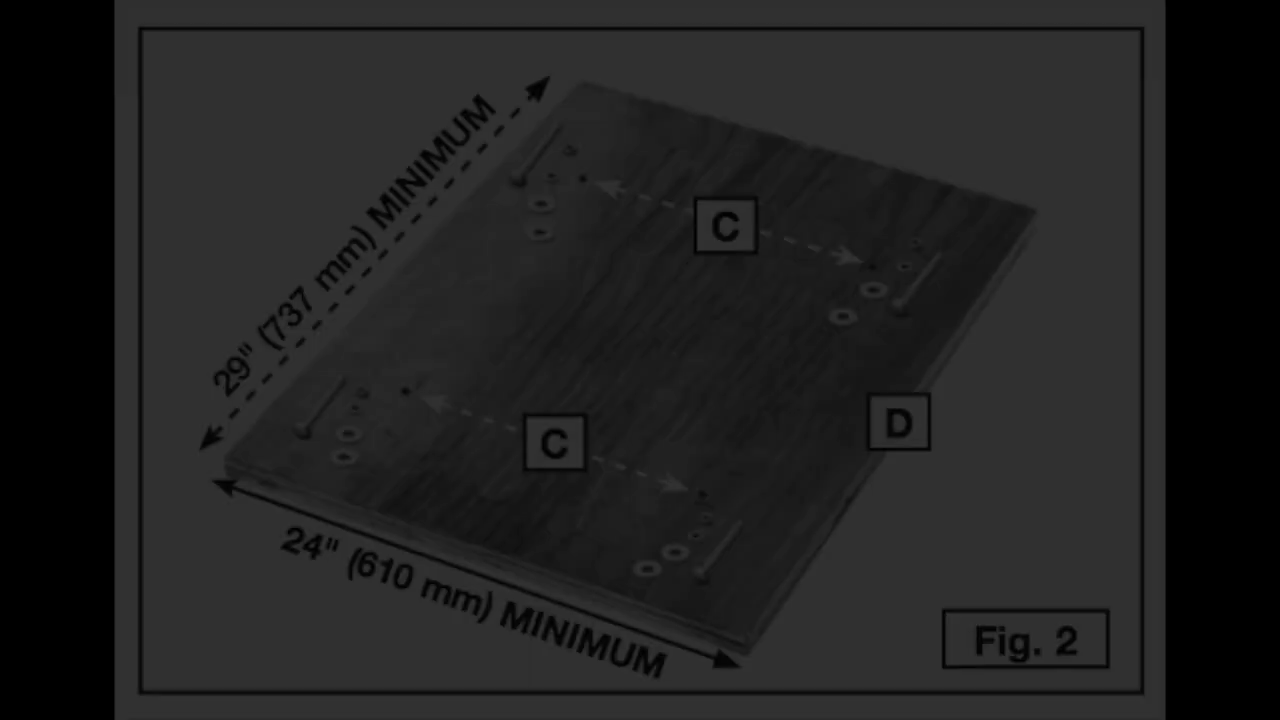 29" (737 mm) MINIMUM
C
C
D
24" (610 mm) MINIMUM
Fig. 2